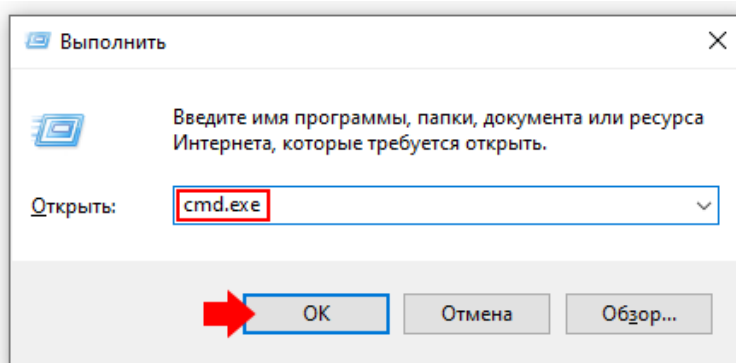 Выполнить
Введите имя программы, папки, документа или ресурса
Интернета, которые требуется открыть.
Открыть: cmd.exe
OK Отмена Обзор...